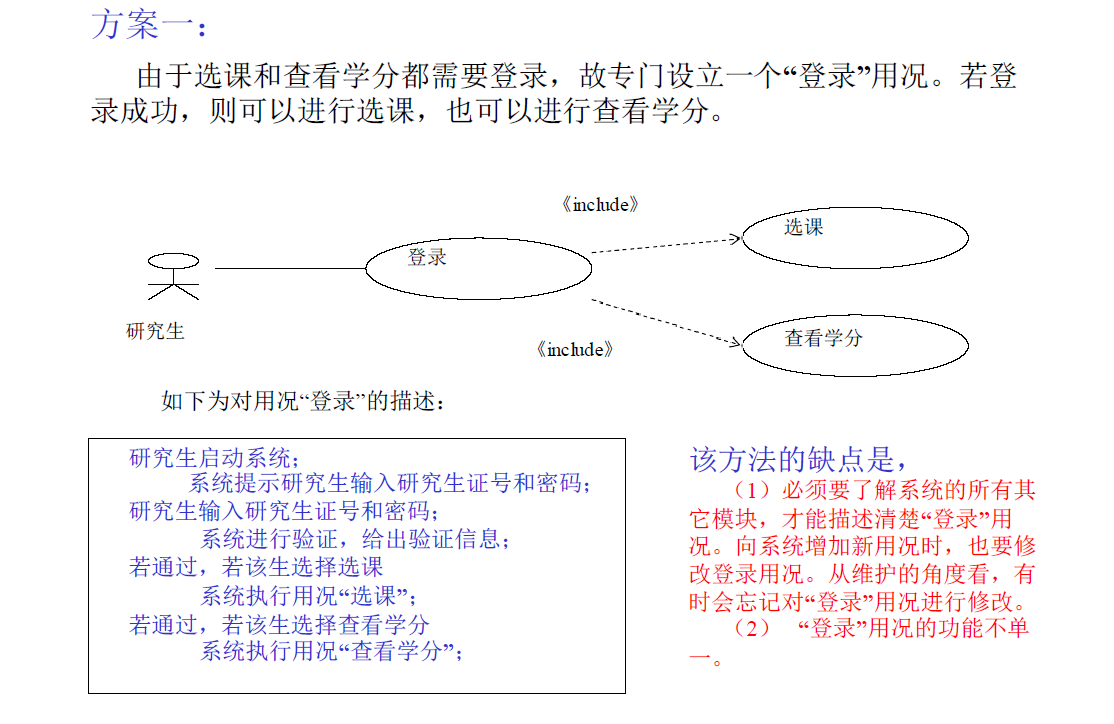 方案一：
由于选课和查看学分都需要登录，故专门设立一个“登录”用况。若登
录成功，则可以进行选课，也可以进行查看学分。
《include》
选课
登录
研究生
查看学分
《include》
如下为对用况“登录”的描述：
研究生启动系统；
系统提示研究生输入研究生证号和密码；
研究生输入研究生证号和密码；
系统进行验证，给出验证信息；
若通过，若该生选择选课
系统执行用况“选课”；
若通过，若该生选择查看学分
系统执行用况“查看学分”；
该方法的缺点是，
（1）必须要了解系统的所有其
它模块，才能描述清楚“登录”用
况。向系统增加新用况时，也要修
改登录用况。从维护的角度看，有
时会忘记对“登录”用况进行修改。
（2） “登录”用况的功能不单
一。